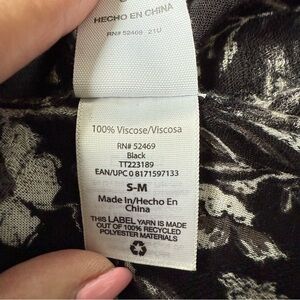 HECHO EN CHINA
RN# 52469 21U
100% Viscose/Viscosa
RN# 52469
Black
TT223189
EAN/UPC 0 8171597133
S-M
Made In/Hecho En
China
THIS LABEL YARN IS MADE
OUT OF 100% RECYCLED
POLYESTER MATERIALS